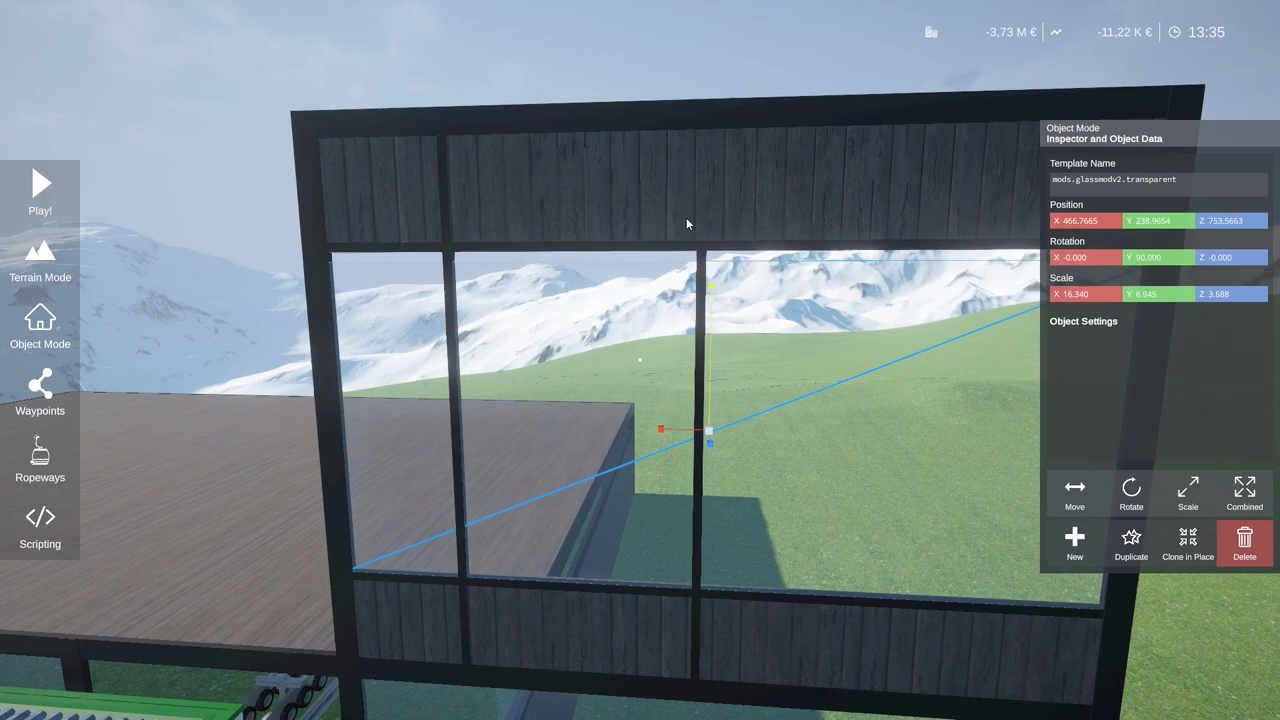 -3,73 M €
-11,22 K €
13:35
Play!
Terrain Mode
Object Mode
Waypoints
Ropeways
Scripting
Object Mode
Inspector and Object Data
Template Name
mods.glassmodv2.transparent
Position
X 466.7665 Y 238.9654 Z 753.5663
Rotation
X -0.000 Y 90.000 Z -0.000
Scale
X 16.340 Y 6.945 Z 3.688
Object Settings
Move Rotate Scale Combined
New Duplicate Clone in Place Delete